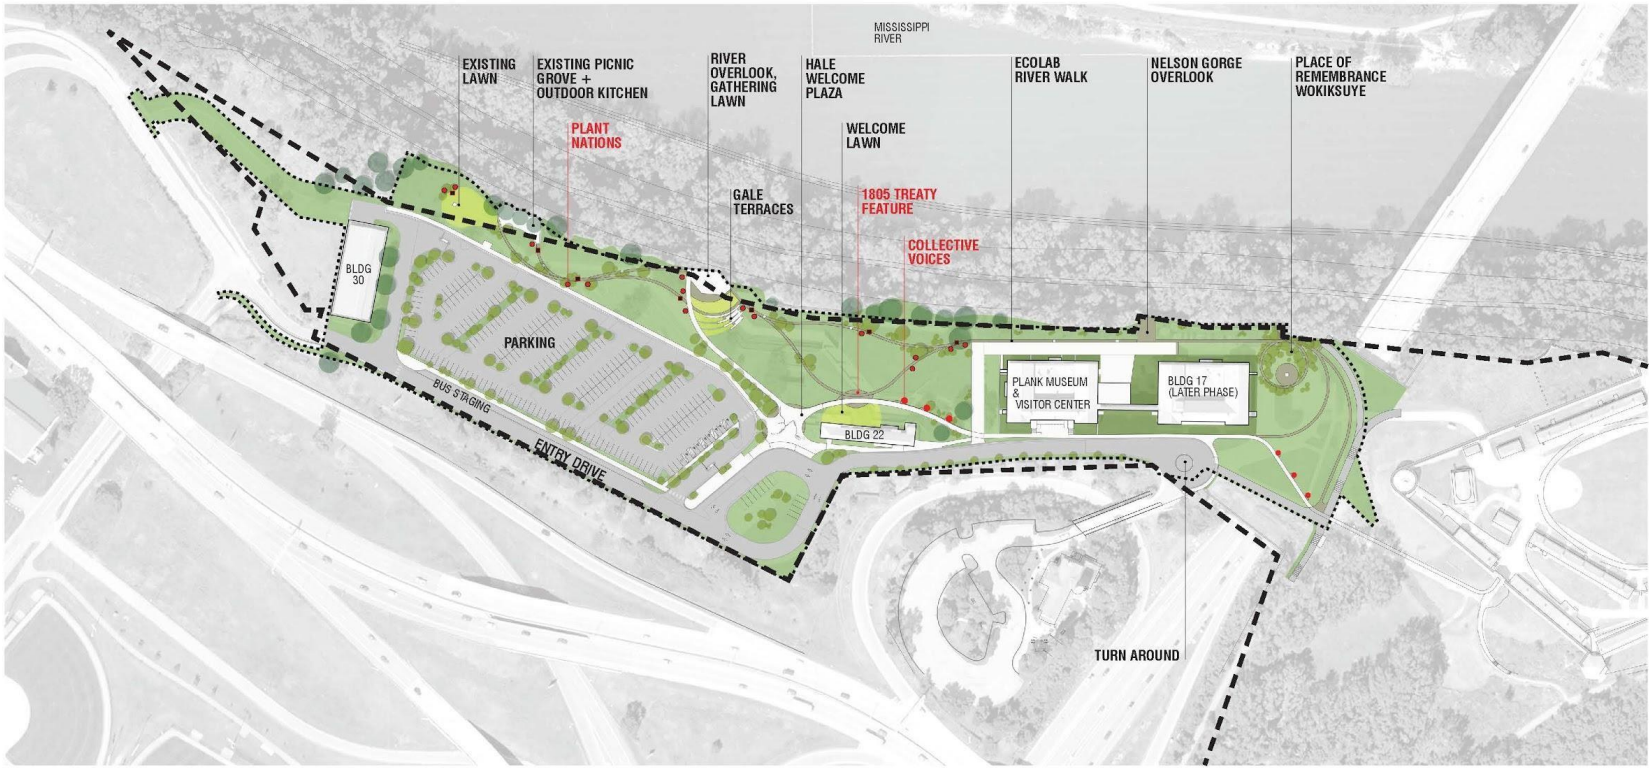 MISSISSIPPI
RIVER
EXISTING
LAWN
EXISTING PICNIC
GROVE +
OUTDOOR KITCHEN
RIVER
OVERLOOK,
GATHERING
LAWN
HALE
WELCOME
PLAZA
ECOLAB
RIVER WALK
NELSON GORGE
OVERLOOK
PLACE OF
REMEMBRANCE
WOKIKSUYE
PLANT
NATIONS
WELCOME
LAWN
GALE
TERRACES
1805 TREATY
FEATURE
COLLECTIVE
VOICES
BLDG
30
PARKING
BUS STAGING
ENTRY DRIVE
BLDG 22
PLANK MUSEUM
&
VISITOR CENTER
BLDG 17
(LATER PHASE)
TURN AROUND